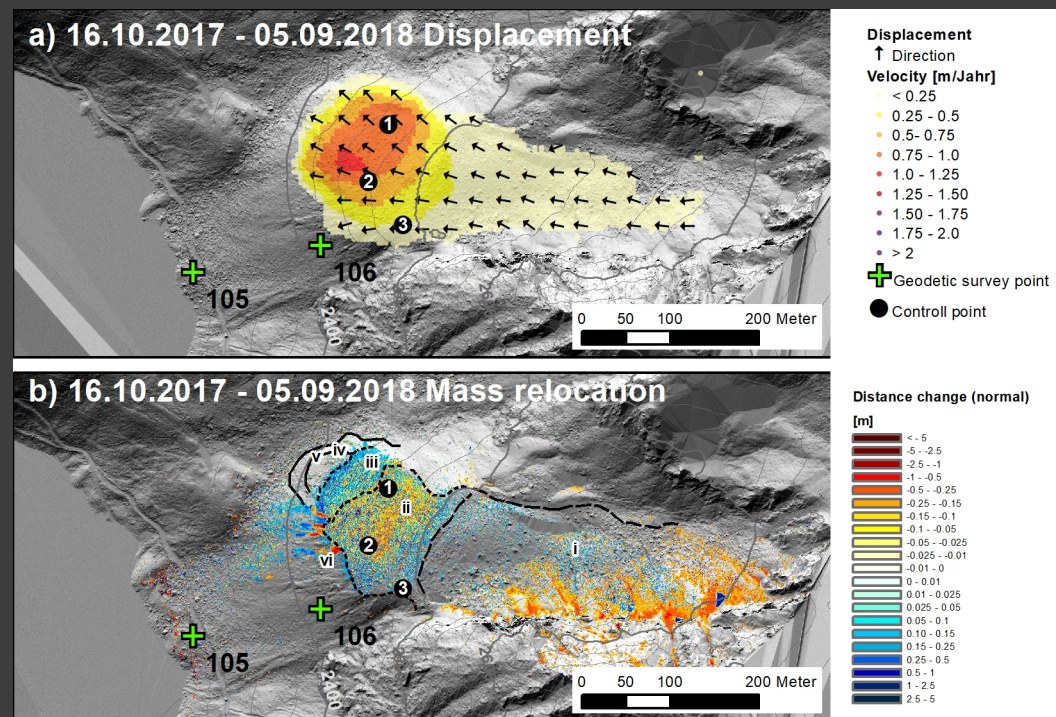 a) 16.10.2017 - 05.09.2018 Displacement
1
2
3
106
105
2400
0 50 100 200 Meter
Displacement
Direction
Velocity [m/Jahr]
< 0.25
0.25 - 0.5
0.5- 0.75
0.75 - 1.0
1.0 - 1.25
1.25 - 1.50
1.50 - 1.75
1.75 - 2.0
> 2
Geodetic survey point
Controll point
b) 16.10.2017 - 05.09.2018 Mass relocation
iv
v
iii
1
ii
2
i
vi
3
106
105
2400
0 50 100 200 Meter
Distance change (normal)
[m]
< - 5
-5 - -2.5
-2.5 - -1
-1 - -0.5
-0.5 - -0.25
-0.25 - -0.15
-0.15 - -0.1
-0.1 - -0.05
-0.05 - -0.025
-0.025 - -0.01
-0.01 - 0
0 - 0.01
0.01 - 0.025
0.025 - 0.05
0.05 - 0.1
0.10 - 0.15
0.15 - 0.25
0.25 - 0.5
0.5 - 1
1 - 2.5
2.5 - 5